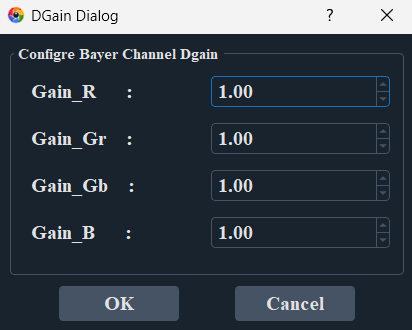 DGain Dialog ?
Configre Bayer Channel Dgain
Gain_R : 1.00
Gain_Gr : 1.00
Gain_Gb : 1.00
Gain_B : 1.00
OK Cancel